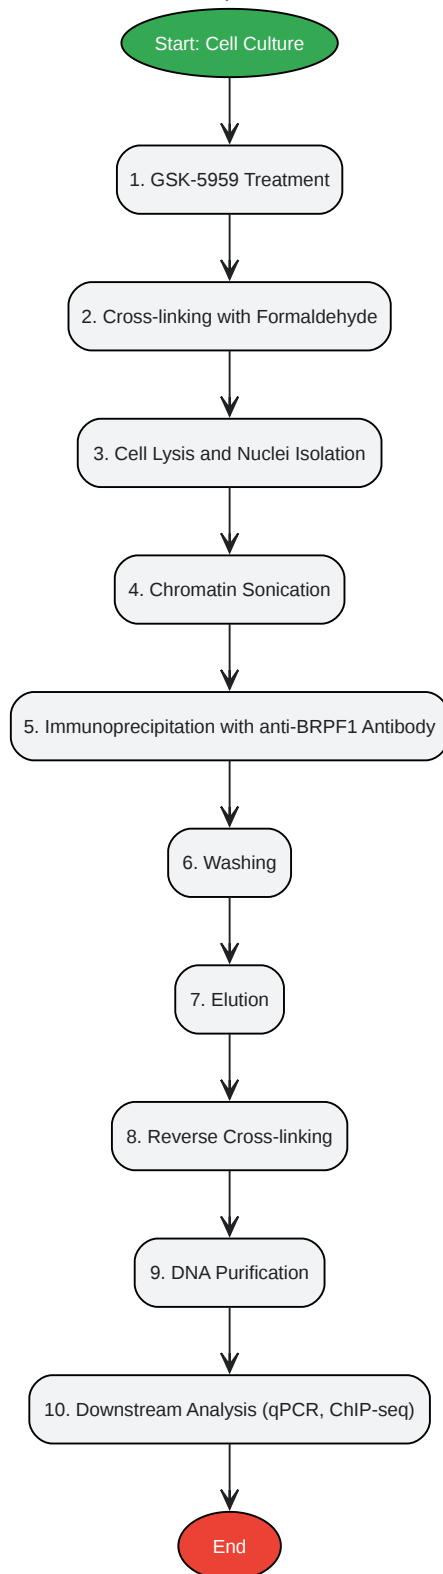 Start: Cell Culture
1. GSK-5959 Treatment
2. Cross-linking with Formaldehyde
3. Cell Lysis and Nuclei Isolation
4. Chromatin Sonication
5. Immunoprecipitation with anti-BRPF1 Antibody
6. Washing
7. Elution
8. Reverse Cross-linking
9. DNA Purification
10. Downstream Analysis (qPCR, ChIP-seq)
End